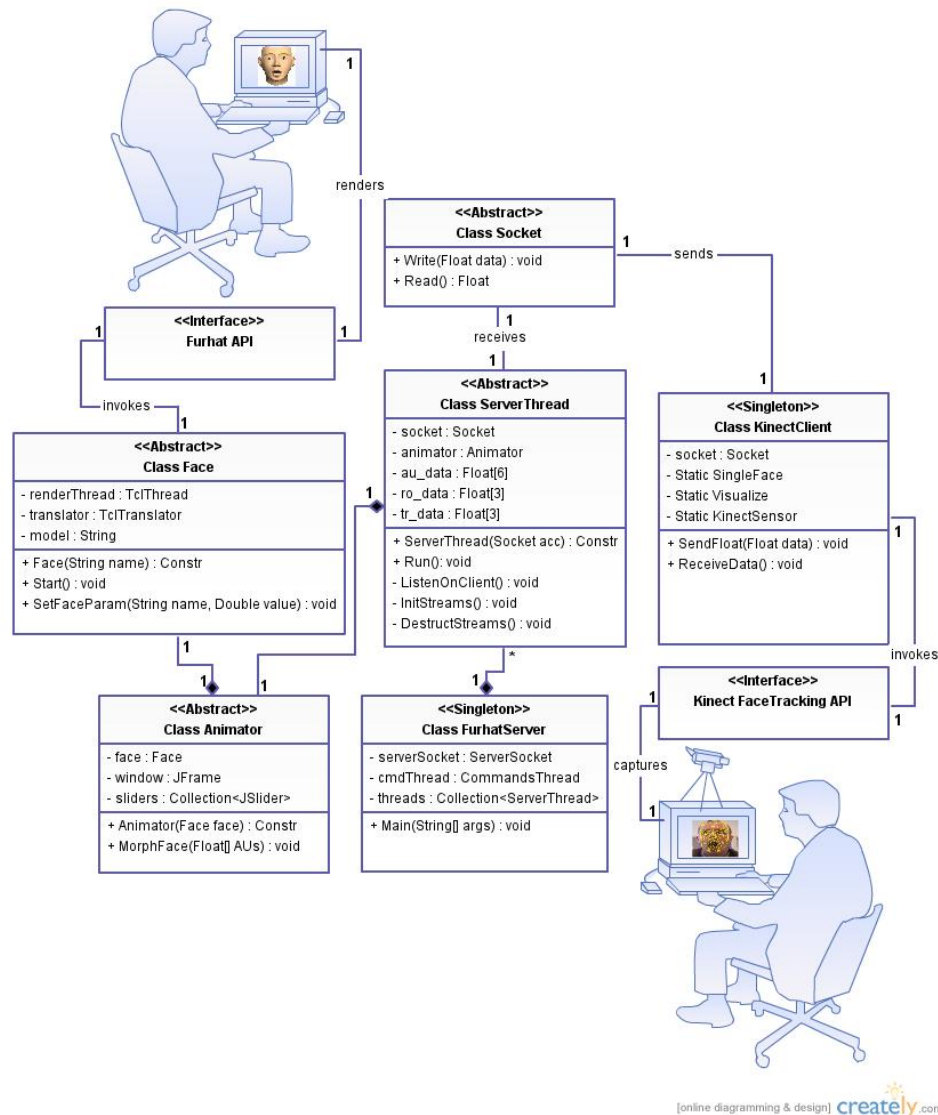 1
renders
<<Abstract>>
Class Socket
+ Write(Float data) : void
+ Read() : Float
1
sends
1
receives
1
1
<<Interface>>
Furhat API
1
1
invokes
1
<<Abstract>>
Class Face
- renderThread : TclThread
- translator : TclTranslator
- model : String
+ Face(String name) : Constr
+ Start() : void
+ SetFaceParam(String name, Double value) : void
1
<<Abstract>>
Class ServerThread
- socket : Socket
- animator : Animator
- au_data : Float[6]
- ro_data : Float[3]
- tr_data : Float[3]
+ ServerThread(Socket acc) : Constr
+ Run() : void
- ListenOnClient() : void
- InitStreams() : void
- DestructStreams() : void
<<Singleton>>
Class KinectClient
- socket : Socket
- Static SingleFace
- Static Visualize
- Static KinectSensor
+ SendFloat(Float data) : void
+ ReceiveData() : void
1
invokes
1
1
1
*
1
<<Abstract>>
Class Animator
- face : Face
- window : JFrame
- sliders : Collection<JSlider>
+ Animator(Face face) : Constr
+ MorphFace(Float[] AUs) : void
<<Singleton>>
Class FurhatServer
- serverSocket : ServerSocket
- cmdThread : CommandsThread
- threads : Collection<ServerThread>
+ Main(String[] args) : void
<<Interface>>
Kinect FaceTracking API
1
1
captures
1
[online diagramming & design] creately.com